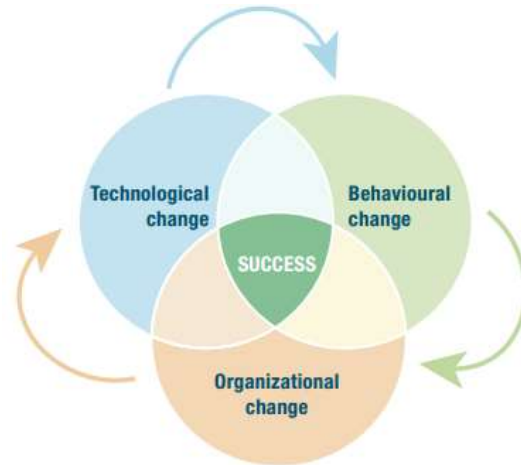 Technological
change
Behavioural
change
SUCCESS
Organizational
change